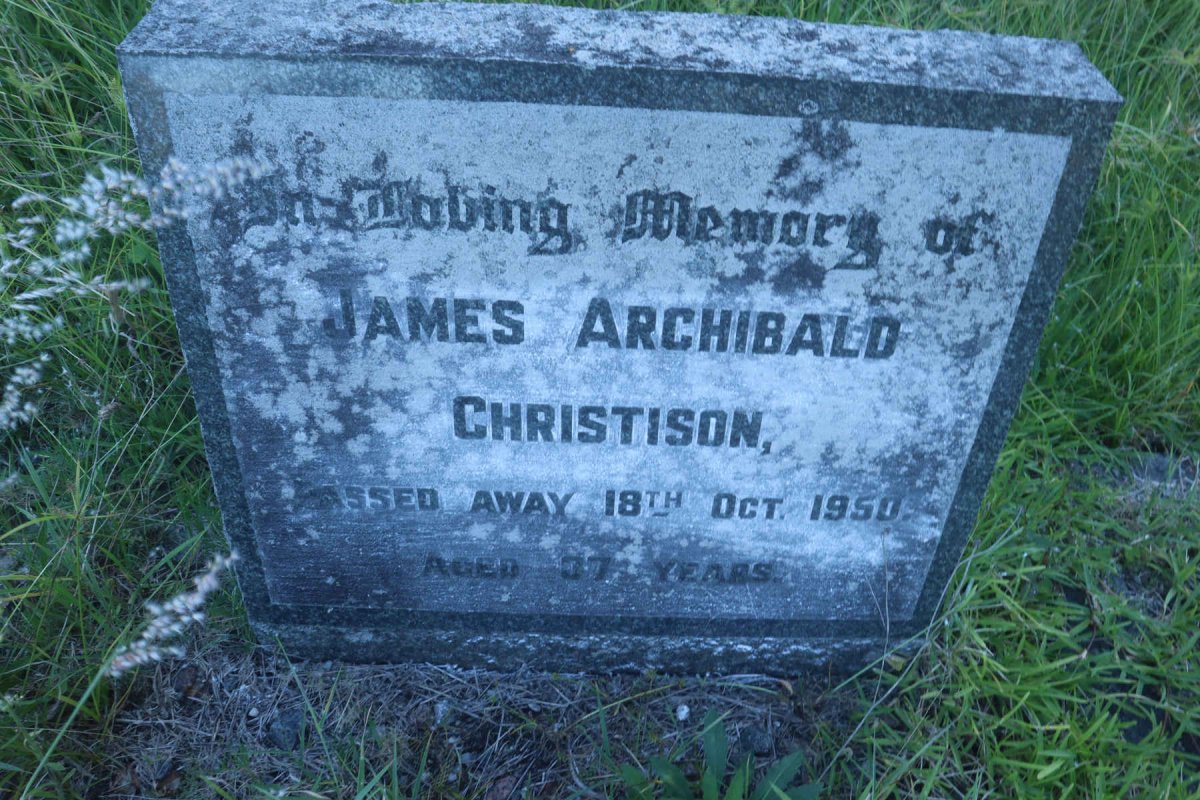 In Loving Memory of
JAMES ARCHIBALD
CHRISTISON,
PASSED AWAY 18TH OCT. 1950.
AGED 37 YEARS.